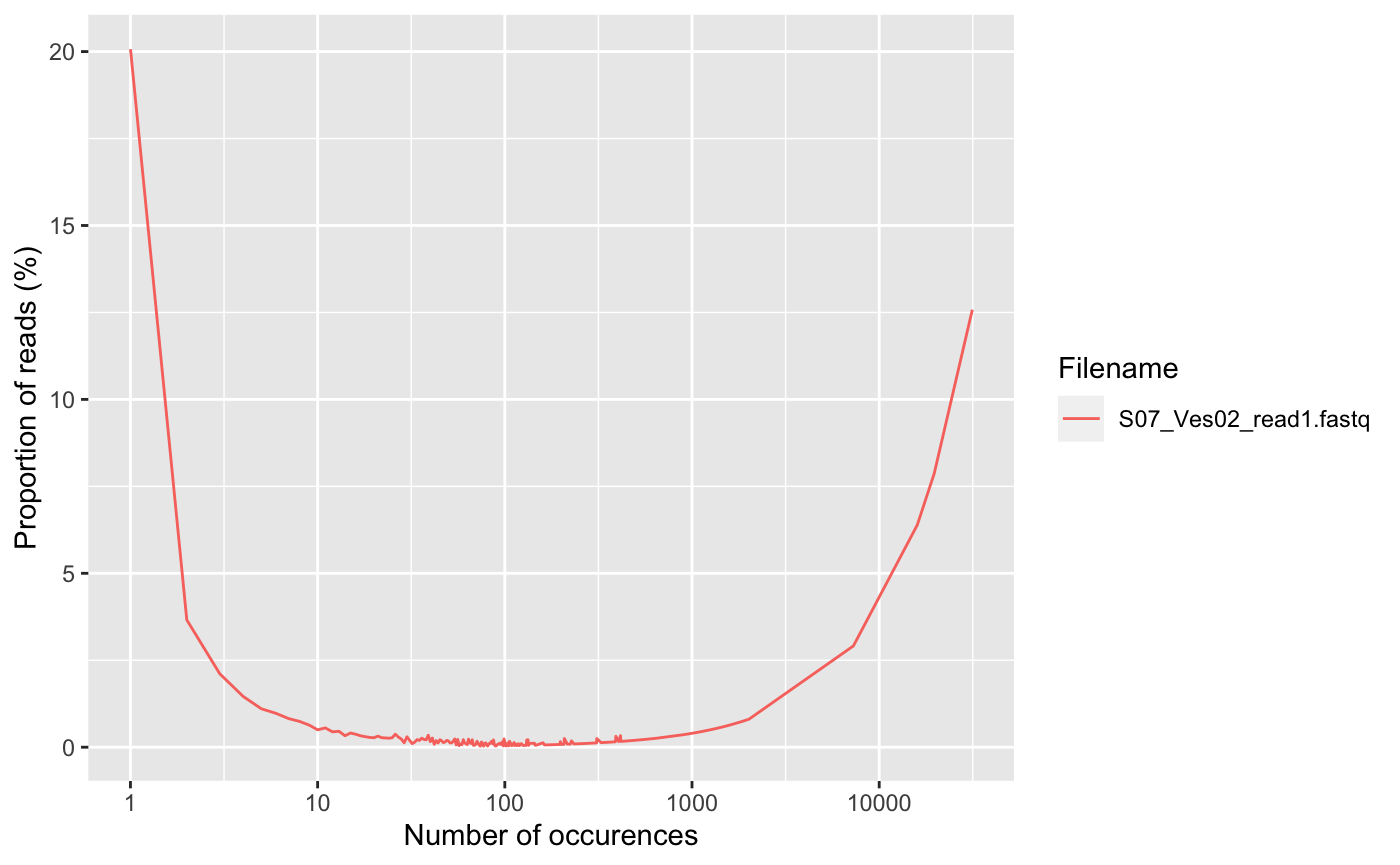 20
15
10
5
0
Proportion of reads (%)
1 10 100 1000 10000
Number of occurences
Filename
S07_Ves02_read1.fastq